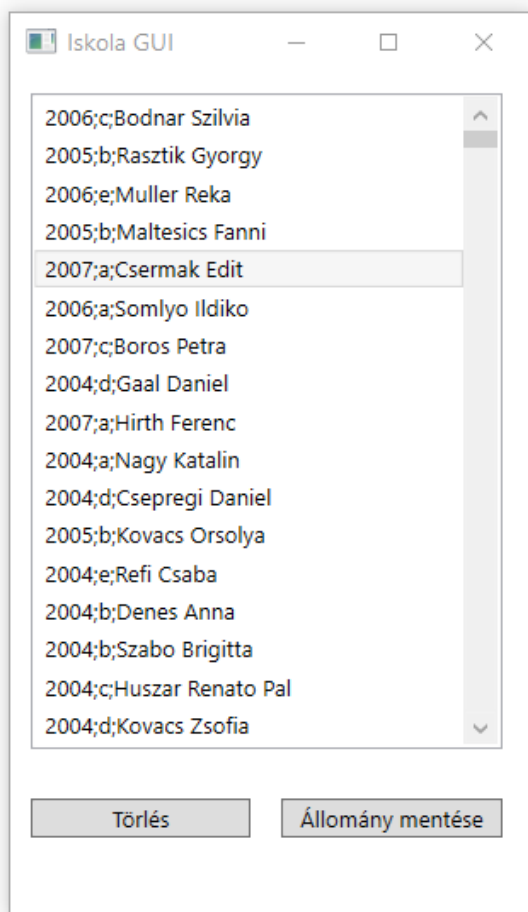 Iskola GUI
2006;c;Bodnar Szilvia
2005;b;Rasztik Gyorgy
2006;e;Muller Reka
2005;b;Maltesics Fanni
2007;a;Csermak Edit
2006;a;Somlyo Ildiko
2007;c;Boros Petra
2004;d;Gaal Daniel
2007;a;Hirth Ferenc
2004;a;Nagy Katalin
2004;d;Csepregi Daniel
2005;b;Kovacs Orsolya
2004;e;Refi Csaba
2004;b;Denes Anna
2004;b;Szabo Brigitta
2004;c;Huszar Renato Pal
2004;d;Kovacs Zsofia
Törlés
Állomány mentése